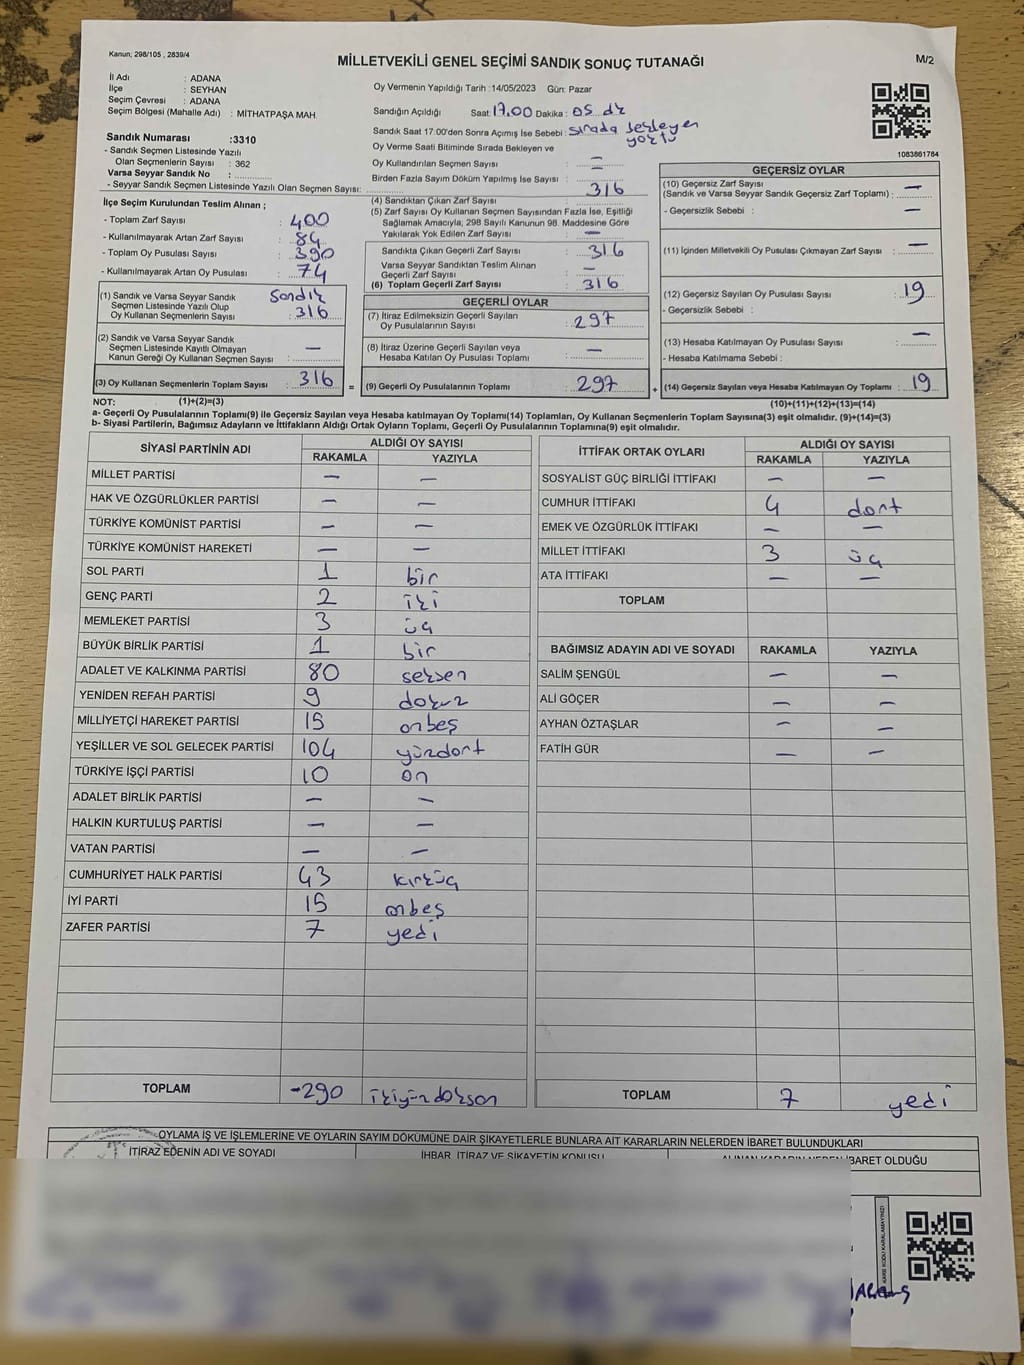 Kanun; 298/105 , 2839/4
MİLLETVEKİLİ GENEL SEÇİMİ SANDIK SONUÇ TUTANAĞI
M/2
İl Adı : ADANA
İlçe : SEYHAN
Seçim Çevresi : ADANA
Seçim Bölgesi (Mahalle Adı) : MİTHATPAŞA MAH.
Sandık Numarası :3310
- Sandık Seçmen Listesinde Yazılı
Olan Seçmenlerin Sayısı : 362
Varsa Seyyar Sandık No :
- Seyyar Sandık Seçmen Listesinde Yazılı Olan Seçmen Sayısı:
İlçe Seçim Kurulundan Teslim Alınan ;
- Toplam Zarf Sayısı : 400
- Kullanılmayarak Artan Zarf Sayısı : 84
- Toplam Oy Pusulası Sayısı : 390
- Kullanılmayarak Artan Oy Pusulası : 74
(1) Sandık ve Varsa Seyyar Sandık
Seçmen Listesinde Yazılı Olup
Oy Kullanan Seçmenlerin Sayısı : Sandık 316
(2) Sandık ve Varsa Seyyar Sandık
Seçmen Listesinde Kayıtlı Olmayan
Kanun Gereği Oy Kullanan Seçmen Sayısı : —
(3) Oy Kullanan Seçmenlerin Toplam Sayısı : 316
Oy Vermenin Yapıldığı Tarih :14/05/2023 Gün: Pazar
Sandığın Açıldığı Saat: 17.00 Dakika : 05 dk
Sandık Saat 17.00'den Sonra Açımış İse Sebebi : sırada bekleyen
yoktu
Oy Verme Saati Bitiminde Sırada Bekleyen ve
Oy Kullandırılan Seçmen Sayısı : —
Birden Fazla Sayım Döküm Yapılmış İse Sayısı : —
(4) Sandıktan Çıkan Zarf Sayısı : 316
(5) Zarf Sayısı Oy Kullanan Seçmen Sayısından Fazla İse, Eşitliği
Sağlamak Amacıyla; 298 Sayılı Kanunun 98. Maddesine Göre
Yakılarak Yok Edilen Zarf Sayısı : —
Sandıkta Çıkan Geçerli Zarf Sayısı : 316
Varsa Seyyar Sandıktan Teslim Alınan
Geçerli Zarf Sayısı : —
(6) Toplam Geçerli Zarf Sayısı : 316
GEÇERLİ OYLAR
(7) İtiraz Edilmeksizin Geçerli Sayılan
Oy Pusulalarının Sayısı : 297
(8) İtiraz Üzerine Geçerli Sayılan veya
Hesaba Katılan Oy Pusulası Toplamı : —
= (9) Geçerli Oy Pusulalarının Toplamı : 297
1083861784
GEÇERSİZ OYLAR
(10) Geçersiz Zarf Sayısı
(Sandık ve Varsa Seyyar Sandık Geçersiz Zarf Toplamı) : —
- Geçersizlik Sebebi : —
(11) İçinden Milletvekili Oy Pusulası Çıkmayan Zarf Sayısı : —
(12) Geçersiz Sayılan Oy Pusulası Sayısı : 19
- Geçersizlik Sebebi :
(13) Hesaba Katılmayan Oy Pusulası Sayısı : —
- Hesaba Katılmama Sebebi :
+ (14) Geçersiz Sayılan veya Hesaba Katılmayan Oy Pusulası Toplamı : 19
NOT: (1)+(2)=(3)
(10)+(11)+(12)+(13)=(14)
a- Geçerli Oy Pusulalarının Toplamı(9) ile Geçersiz Sayılan veya Hesaba katılmayan Oy Toplamı(14) Toplamları, Oy Kullanan Seçmenlerin Toplam Sayısına(3) eşit olmalıdır. (9)+(14)=(3)
b- Siyasi Partilerin, Bağımsız Adayların ve İttifakların Aldığı Ortak Oyların Toplamı, Geçerli Oy Pusulalarının Toplamına(9) eşit olmalıdır.
SİYASİ PARTİNİN ADI ALDIĞI OY SAYISI
RAKAMLA YAZIYLA
MİLLET PARTİSİ — —
HAK VE ÖZGÜRLÜKLER PARTİSİ — —
TÜRKİYE KOMÜNİST PARTİSİ — —
TÜRKİYE KOMÜNİST HAREKETİ — —
SOL PARTİ 1 bir
GENÇ PARTİ 2 iki
MEMLEKET PARTİSİ 3 üç
BÜYÜK BİRLİK PARTİSİ 1 bir
ADALET VE KALKINMA PARTİSİ 80 seksen
YENİDEN REFAH PARTİSİ 9 dokuz
MİLLİYETÇİ HAREKET PARTİSİ 15 onbeş
YEŞİLLER VE SOL GELECEK PARTİSİ 104 yüzdört
TÜRKİYE İŞÇİ PARTİSİ 10 on
ADALET BİRLİK PARTİSİ — —
HALKIN KURTULUŞ PARTİSİ — —
VATAN PARTİSİ — —
CUMHURİYET HALK PARTİSİ 43 kırküç
İYİ PARTİ 15 onbeş
ZAFER PARTİSİ 7 yedi
TOPLAM -290 ikiyüzdoksan
İTTİFAK ORTAK OYLARI ALDIĞI OY SAYISI
RAKAMLA YAZIYLA
SOSYALİST GÜÇ BİRLİĞİ İTTİFAKI — —
CUMHUR İTTİFAKI 4 dört
EMEK VE ÖZGÜRLÜK İTTİFAKI — —
MİLLET İTTİFAKI 3 üç
ATA İTTİFAKI — —
TOPLAM
BAĞIMSIZ ADAYIN ADI VE SOYADI RAKAMLA YAZIYLA
SALİM ŞENGÜL — —
ALİ GÖÇER — —
AYHAN ÖZTAŞLAR — —
FATİH GÜR — —
TOPLAM 7 yedi
OYLAMA İŞ VE İŞLEMLERİNE VE OYLARIN SAYIM DÖKÜMÜNE DAİR ŞİKAYETLERLE BUNLARA AİT KARARLARIN NELERDEN İBARET BULUNDUKLARI
İTİRAZ EDENİN ADI VE SOYADI
İHBAR, İTİRAZ VE ŞİKAYETİN KONUSU
ALINAN KARARIN NEDEN İBARET OLDUĞU
KARE KODU KARALAMAYINIZ!